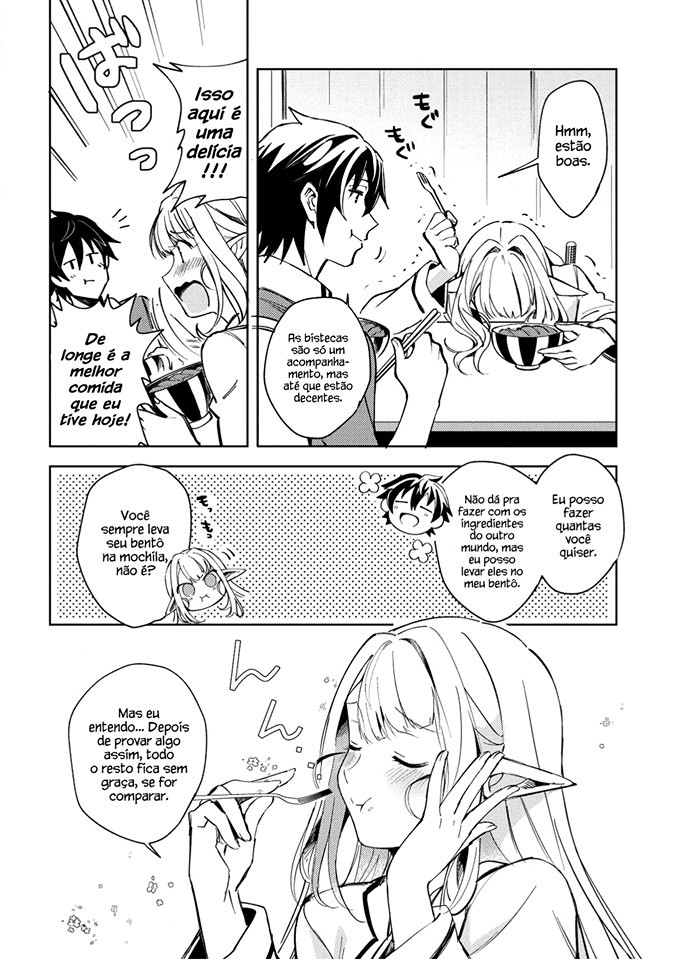 Hmm,
estão
boas.
もぐ
もぐ
As bistecas
são só um
acompanha-
mento, mas
até que estão
decentes.
ばっっ
Isso
aqui é
uma
delícia
!!!
De
longe é a
melhor
comida
que eu
tive hoje!
Eu posso
fazer
quantas
você
quiser.
Não dá pra
fazer com os
ingredientes
do outro
mundo, mas
eu posso
levar eles no
meu bentô.
Você
sempre leva
seu bentô
na mochila,
não é?
んん
Mas eu
entendo... Depois
de provar algo
assim, todo
o resto fica sem
graça, se for
comparar.